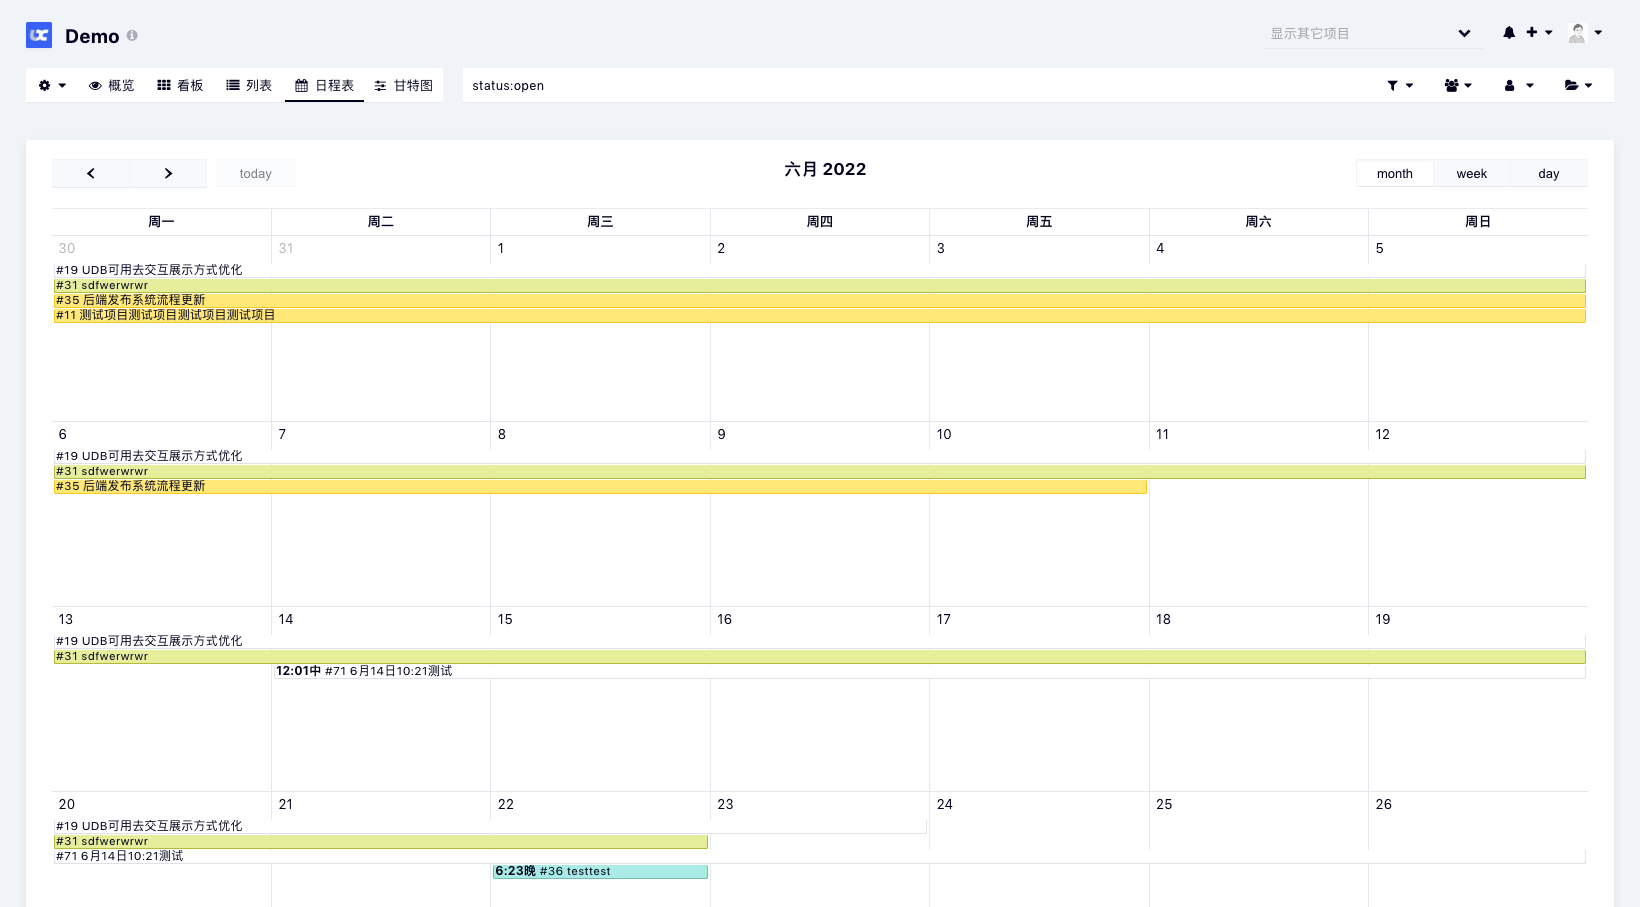 Demo
显示其它项目
概览 看板 列表 日程表 甘特图
status:open
today
六月 2022
month week day
周一 周二 周三 周四 周五 周六 周日
30 31 1 2 3 4 5
#19 UDB可用去交互展示方式优化
#31 sdfwerwrwr
#35 后端发布系统流程更新
#11 测试项目测试项目测试项目测试项目
6 7 8 9 10 11 12
#19 UDB可用去交互展示方式优化
#31 sdfwerwrwr
#35 后端发布系统流程更新
13 14 15 16 17 18 19
#19 UDB可用去交互展示方式优化
#31 sdfwerwrwr
12:01中 #71 6月14日10:21测试
20 21 22 23 24 25 26
#19 UDB可用去交互展示方式优化
#31 sdfwerwrwr
#71 6月14日10:21测试
6:23晚 #36 testtest